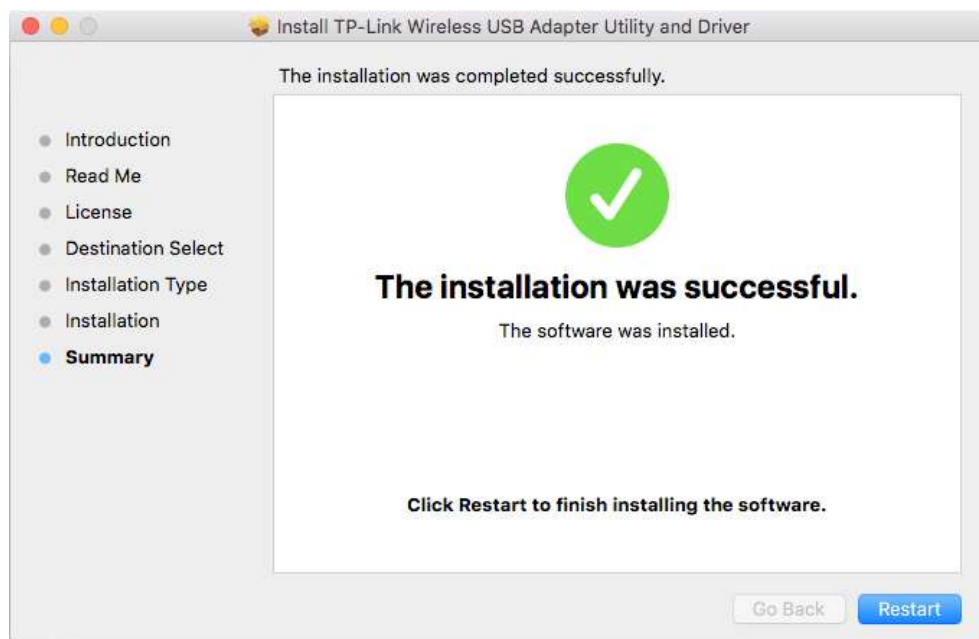 Install TP-Link Wireless USB Adapter Utility and Driver
The installation was completed successfully.
Introduction
Read Me
License
Destination Select
Installation Type
Installation
Summary
The installation was successful.
The software was installed.
Click Restart to finish installing the software.
Go Back
Restart